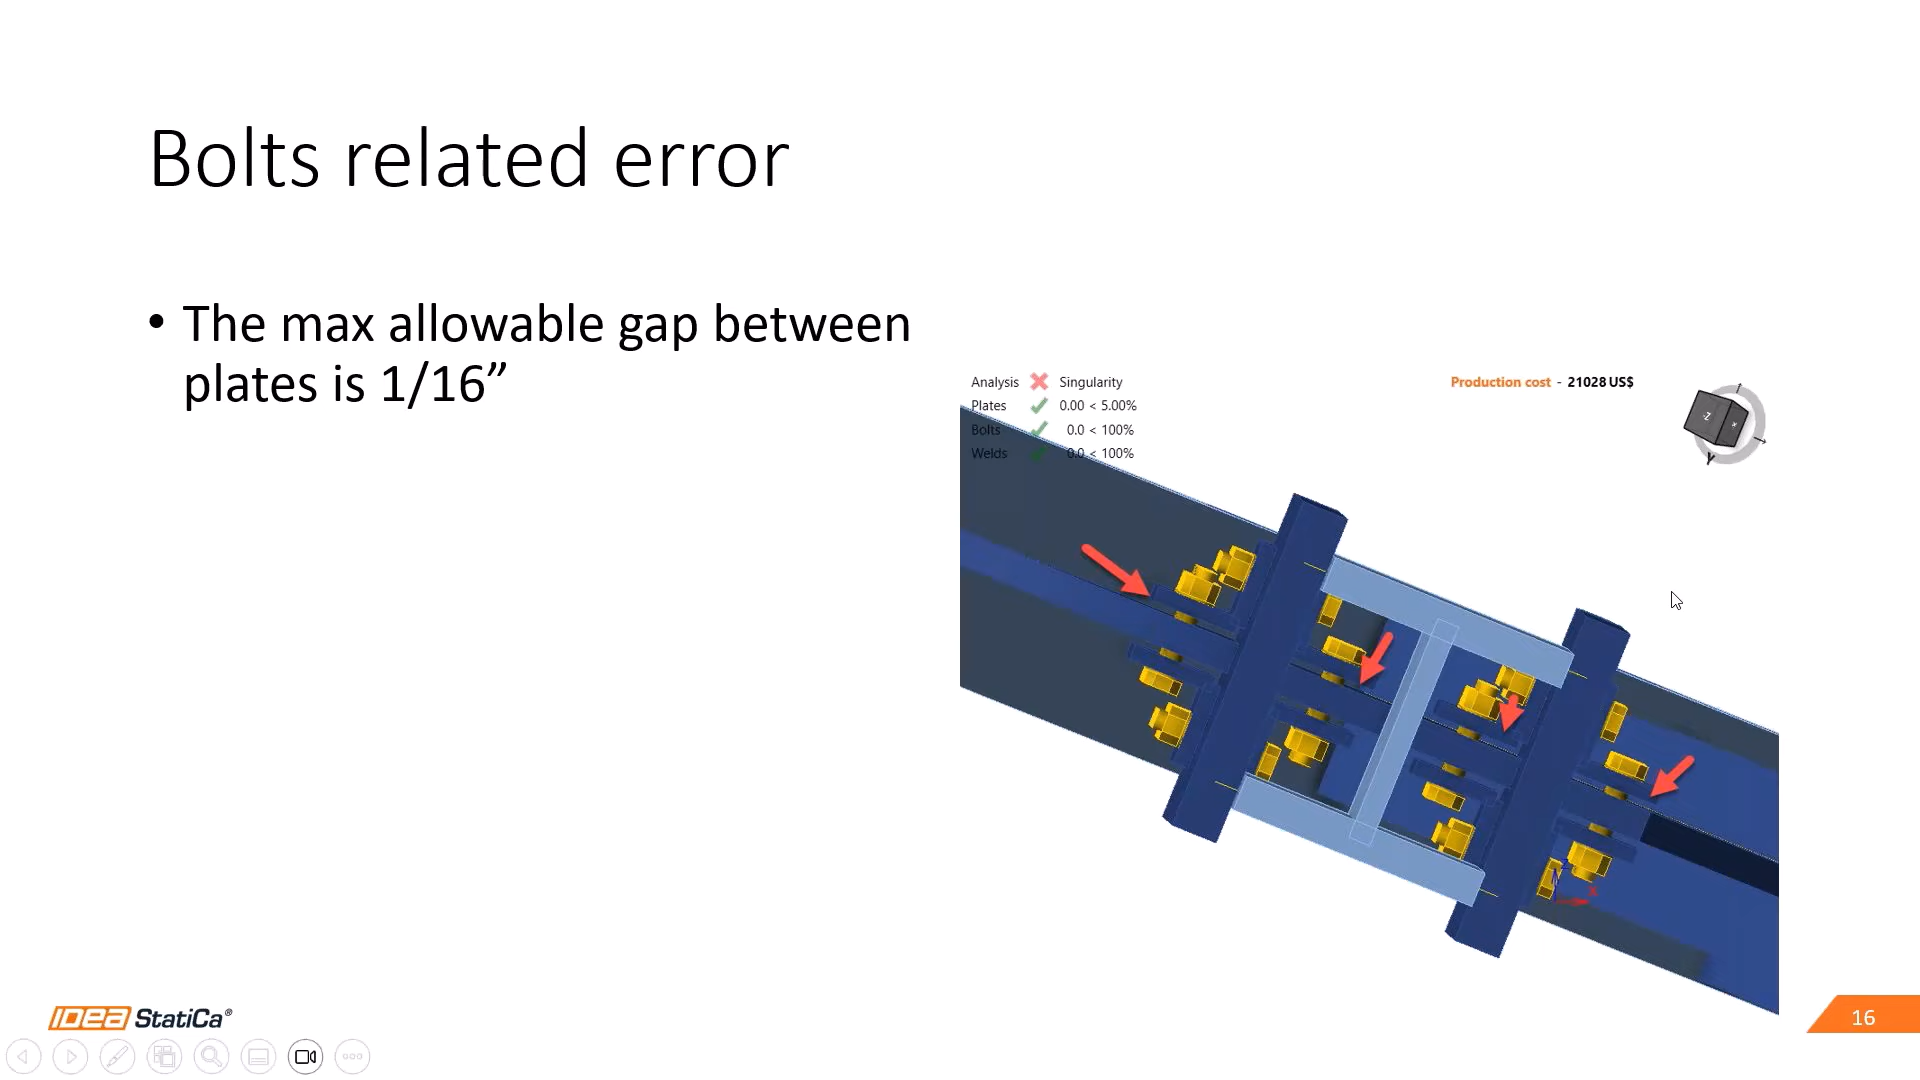 Bolts related error
• The max allowable gap between
plates is 1/16”
Analysis Singularity
Plates 0.00 < 5.00%
Bolts 0.0 < 100%
Welds 0.0 < 100%
Production cost - 21028 US$
-Z
x
Y
x
IDEA StatiCa®
16